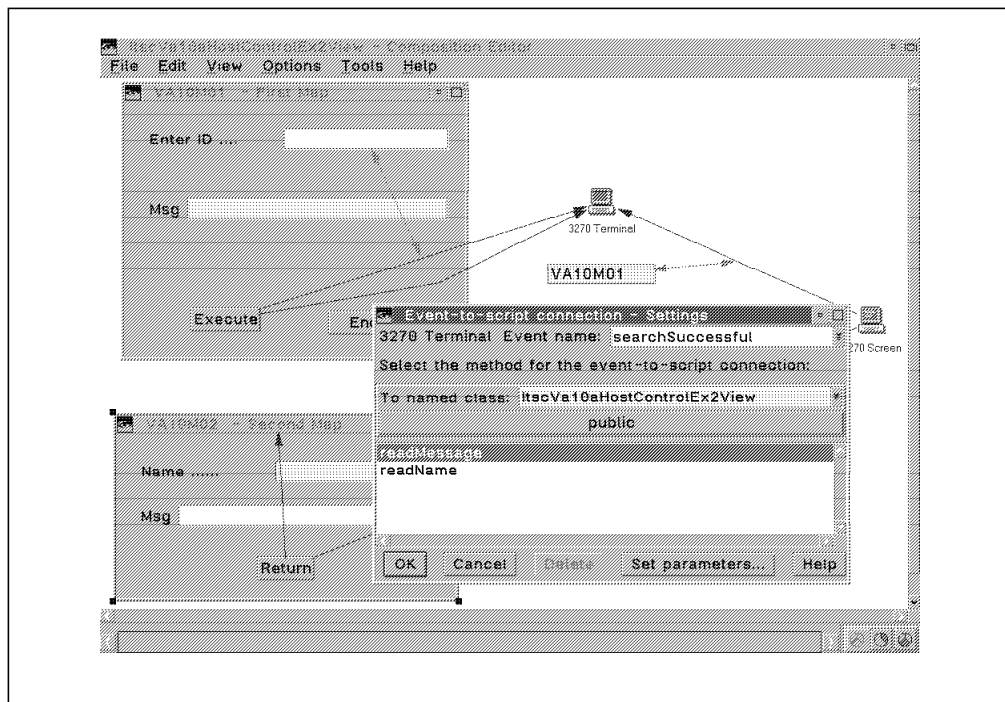 ItscVa10aHostControlEx2View - Composition Editor
File Edit View Options Tools Help
VA10M01 - First Map
Enter ID ....
Msg
3270 Terminal
VA10M01
Execute
En
270 Screen
Event-to-script connection - Settings
3270 Terminal Event name: searchSuccessful
Select the method for the event-to-script connection:
To named class: ItscVa10aHostControlEx2View
public
readMessage
readName
VA10M02 - Second Map
Name ......
Msg
Return
OK Cancel Delete Set parameters... Help